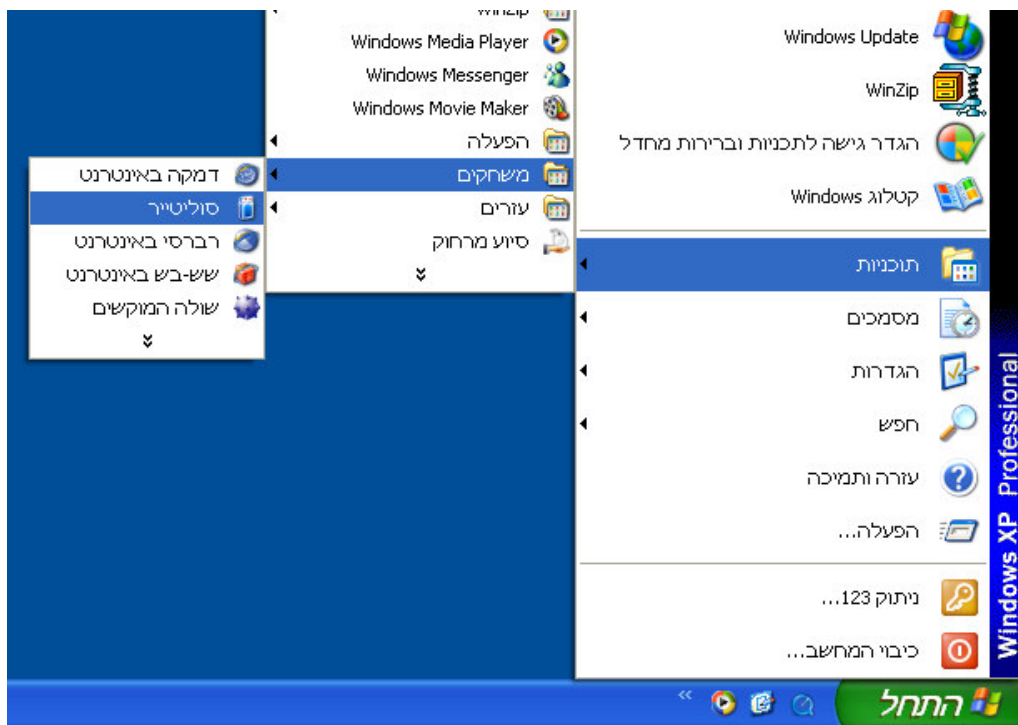 Windows Update
WinZip
הגדר גישה לתכניות וברירות מחדל
קטלוג Windows
תוכניות
מסמכים
הגדרות
חפש
עזרה ותמיכה
הפעלה...
ניתוק 123...
כיבוי המחשב...
Windows XP Professional
WinZip
Windows Media Player
Windows Messenger
Windows Movie Maker
הפעלה
משחקים
עזרים
סיוע מרחוק
דמקה באינטרנט
סוליטייר
רברסי באינטרנט
שש-בש באינטרנט
שולה המוקשים
התחל